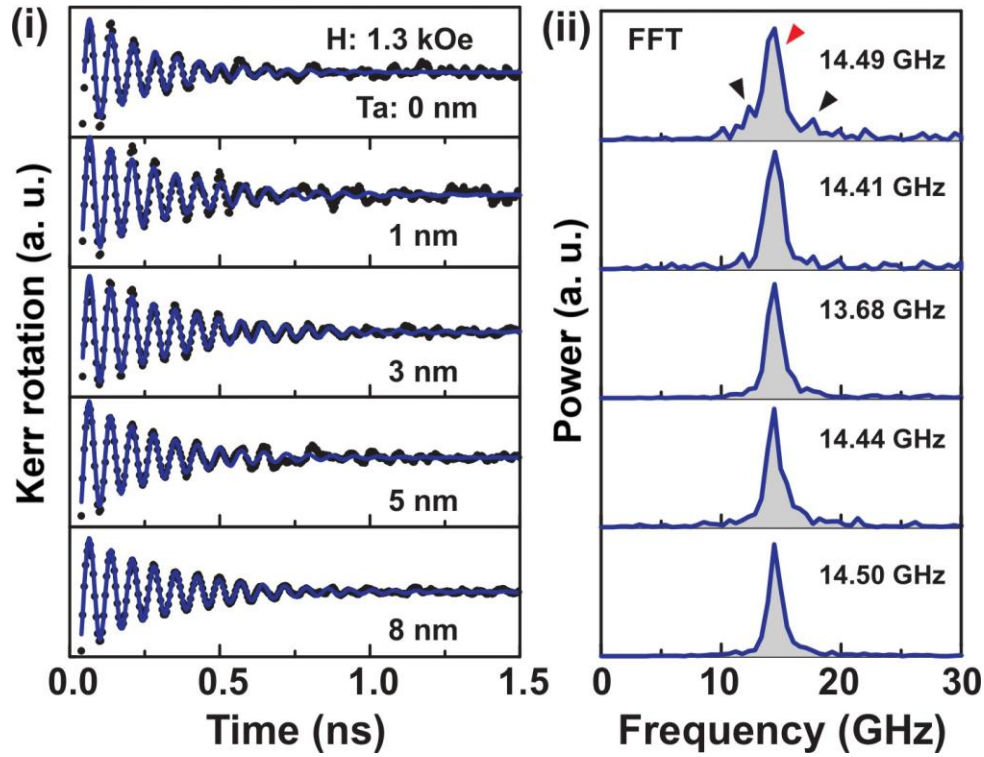 (i)
H: 1.3 kOe
Ta: 0 nm
1 nm
3 nm
5 nm
8 nm
Kerr rotation (a. u.)
0.0 0.5 1.0 1.5
Time (ns)
(ii)
FFT
14.49 GHz
14.41 GHz
13.68 GHz
14.44 GHz
14.50 GHz
Power (a. u.)
0 10 20 30
Frequency (GHz)